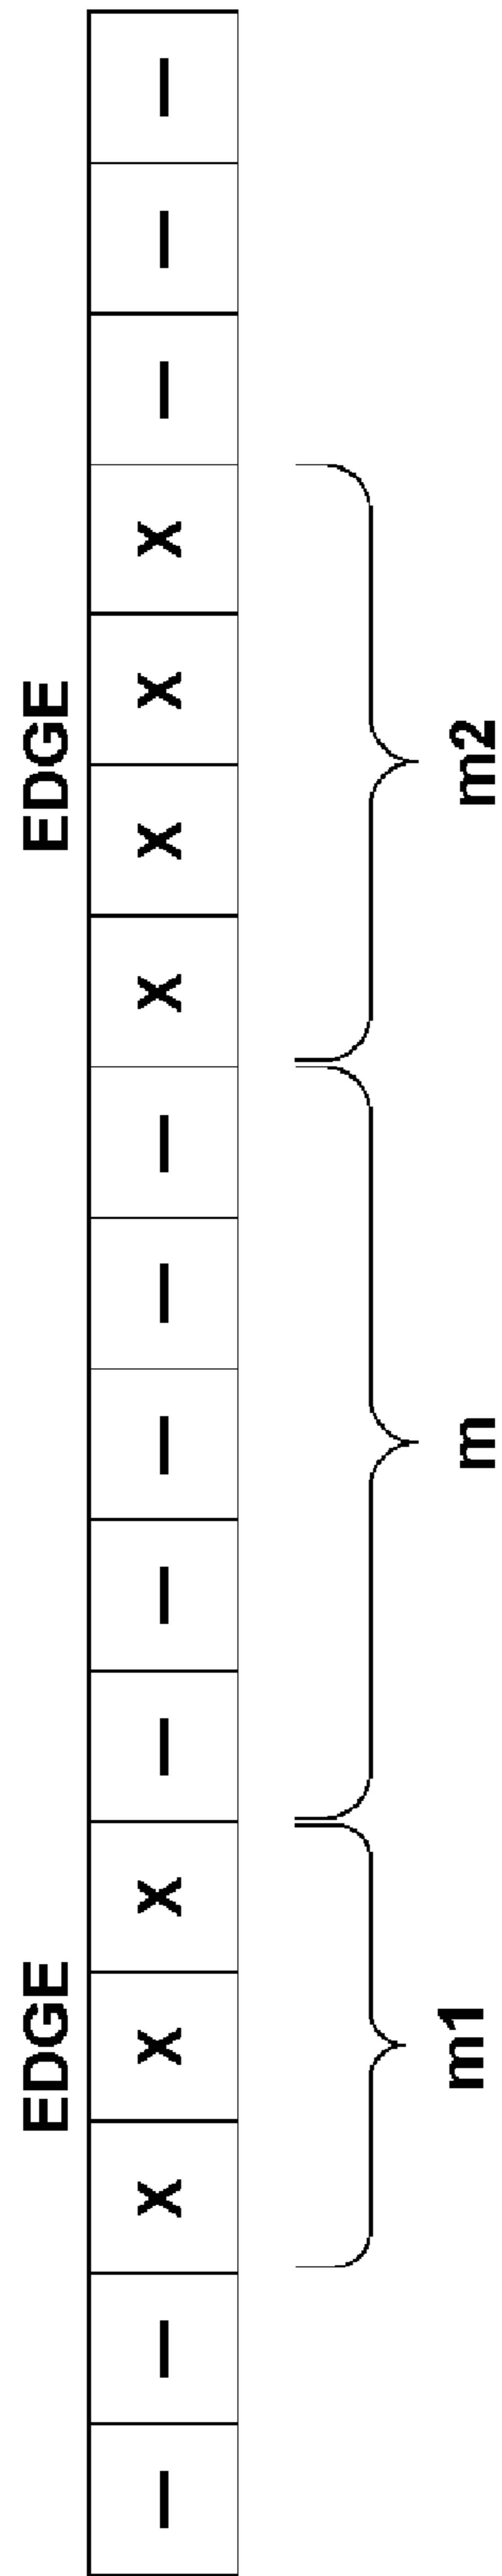 EDGE EDGE
— — X X X — — — — — X X X X — — —
m1 m m2